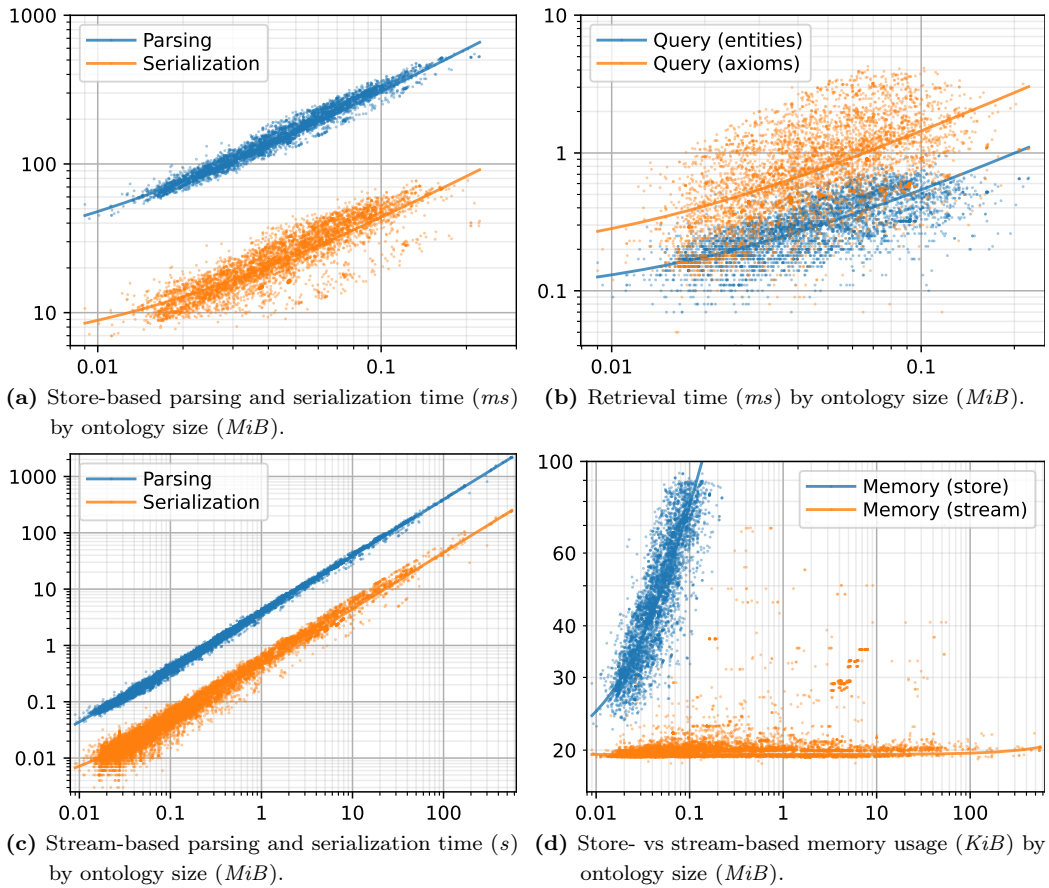 1000
100
10
0.01
0.1
Parsing
Serialization
(a) Store-based parsing and serialization time (ms)
by ontology size (MiB).
10
1
0.1
0.01
0.1
Query (entities)
Query (axioms)
(b) Retrieval time (ms) by ontology size (MiB).
1000
100
10
1
0.1
0.01
0.01
0.1
1
10
100
Parsing
Serialization
(c) Stream-based parsing and serialization time (s)
by ontology size (MiB).
100
60
40
30
20
0.01
0.1
1
10
100
Memory (store)
Memory (stream)
(d) Store- vs stream-based memory usage (KiB) by
ontology size (MiB).